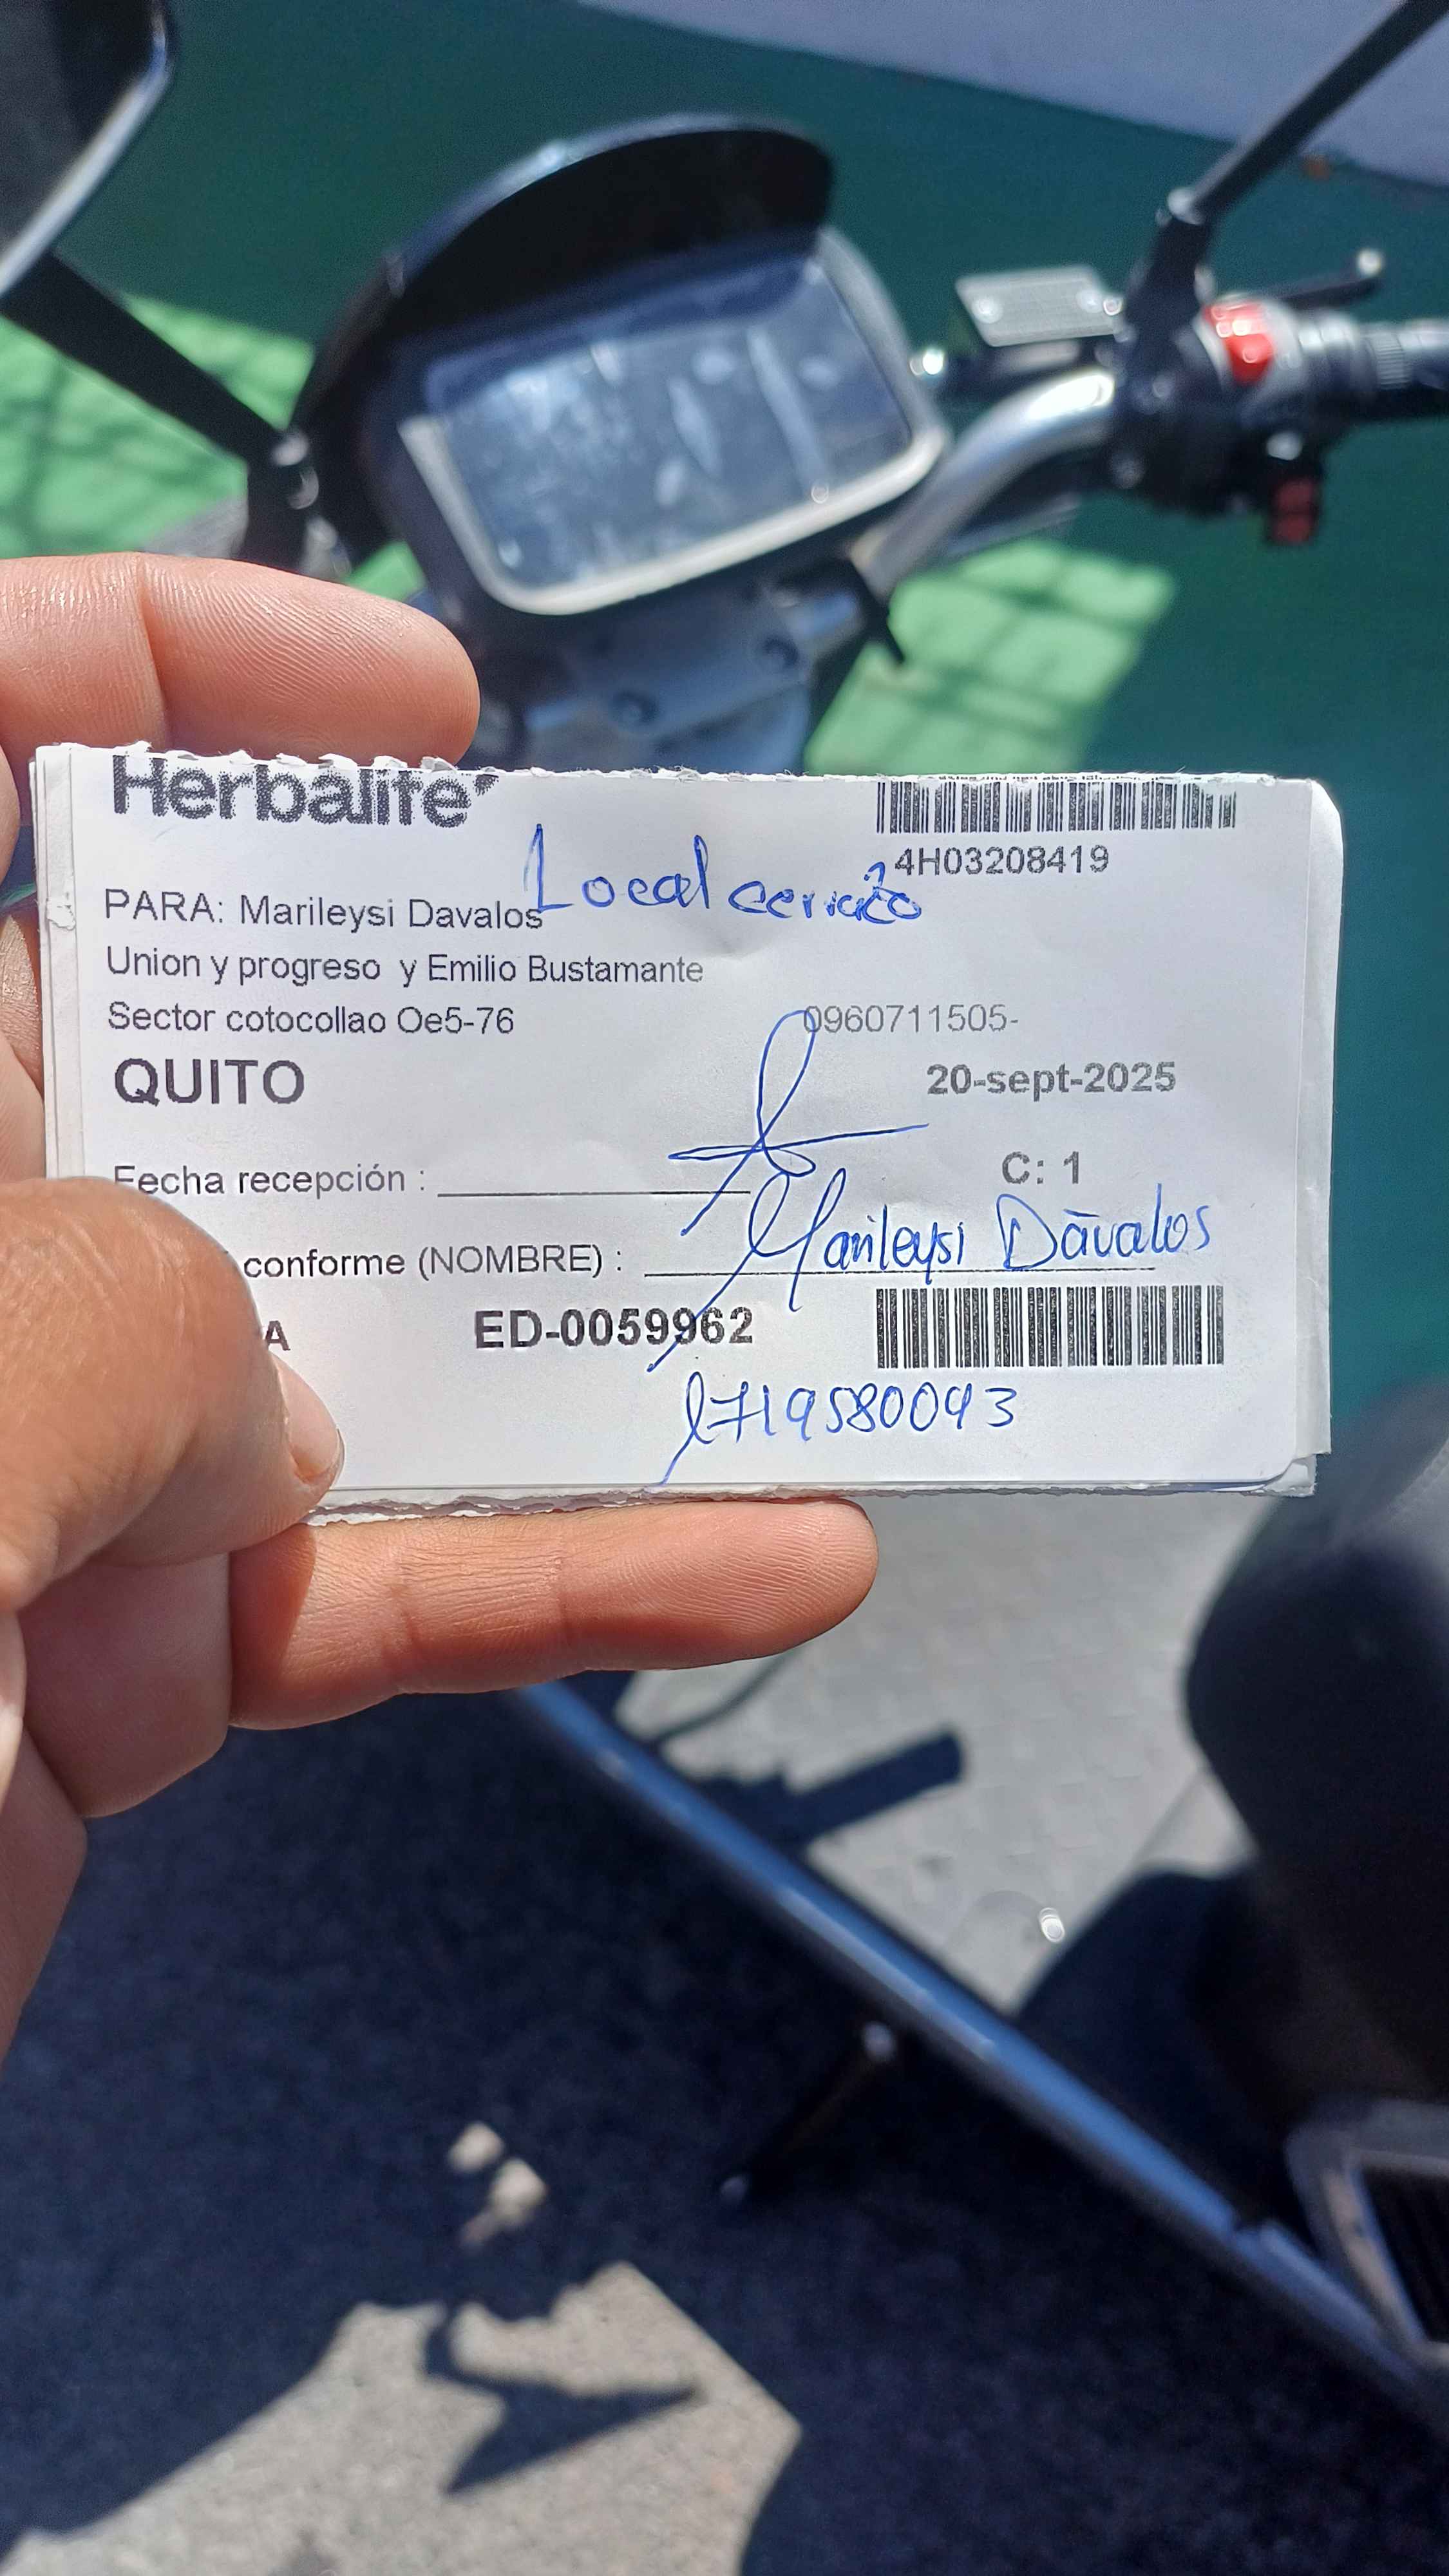 Herbalife
4H03208419
Local cerrado
PARA: Marileysi Davalos
Union y progreso y Emilio Bustamante
Sector cotocollao Oe5-76
0960711505-
QUITO
20-sept-2025
Fecha recepción :
C: 1
conforme (NOMBRE) : Marileysi Dávalos
A
ED-0059962
1719580093